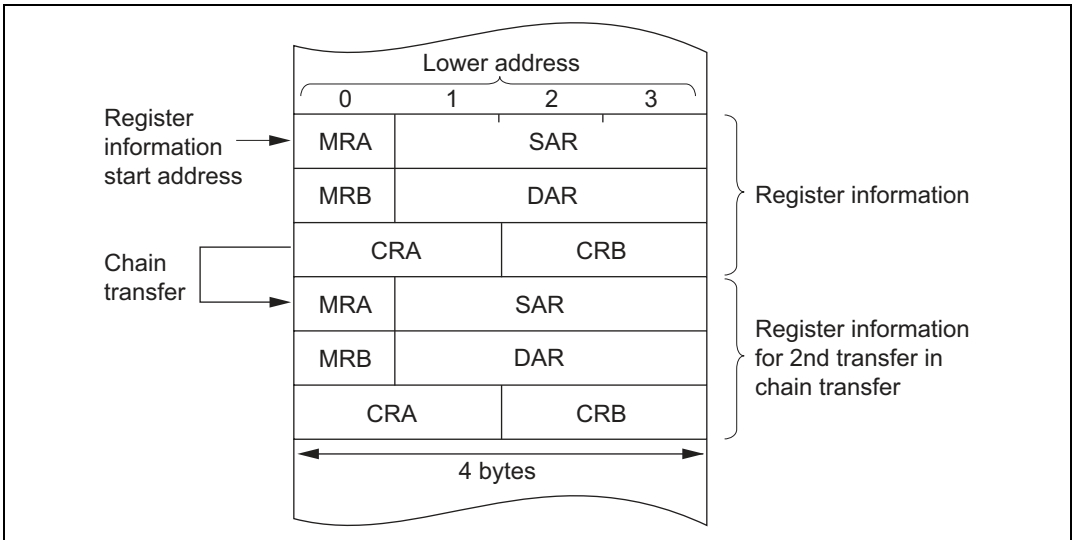 Lower address
0 1 2 3
Register
information
start address
MRA SAR
MRB DAR
Register information
CRA CRB
Chain
transfer
MRA SAR
MRB DAR
Register information
for 2nd transfer in
chain transfer
CRA CRB
4 bytes